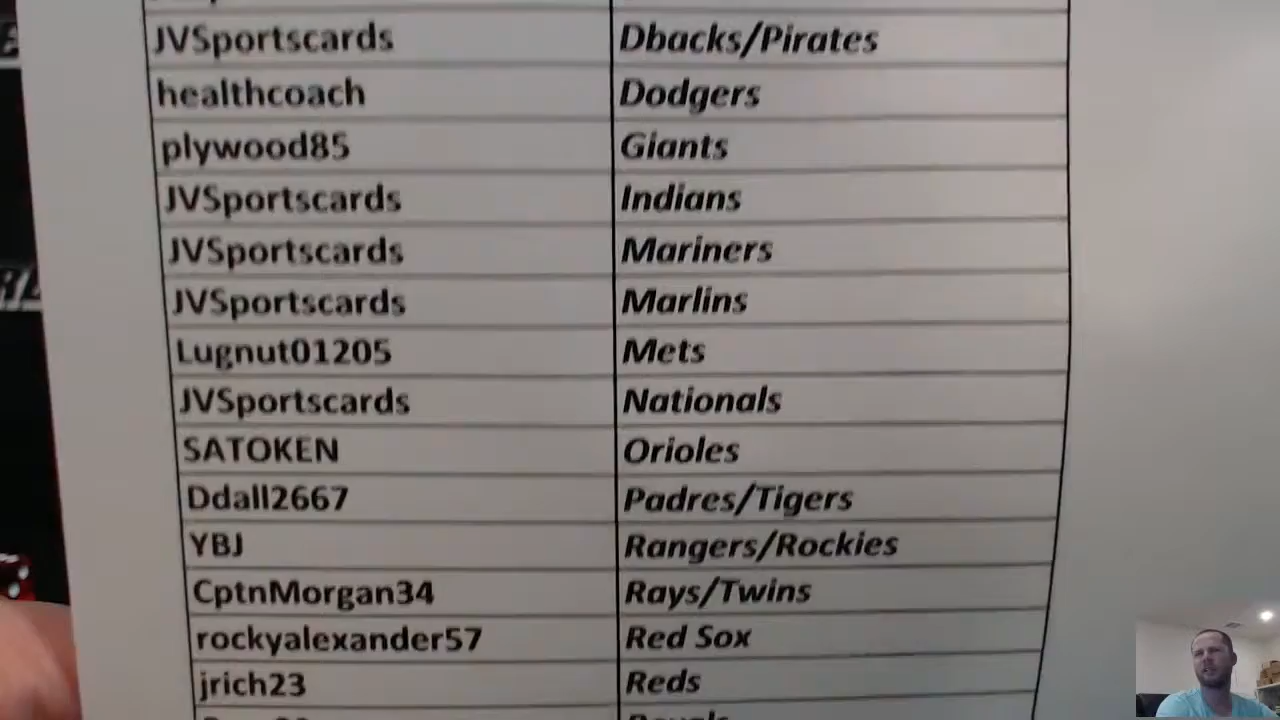 JVSportscards Dbacks/Pirates
healthcoach Dodgers
plywood85 Giants
JVSportscards Indians
JVSportscards Mariners
JVSportscards Marlins
Lugnut01205 Mets
JVSportscards Nationals
SATOKEN Orioles
Ddall2667 Padres/Tigers
YBJ Rangers/Rockies
CptnMorgan34 Rays/Twins
rockyalexander57 Red Sox
jrich23 Reds
Royals